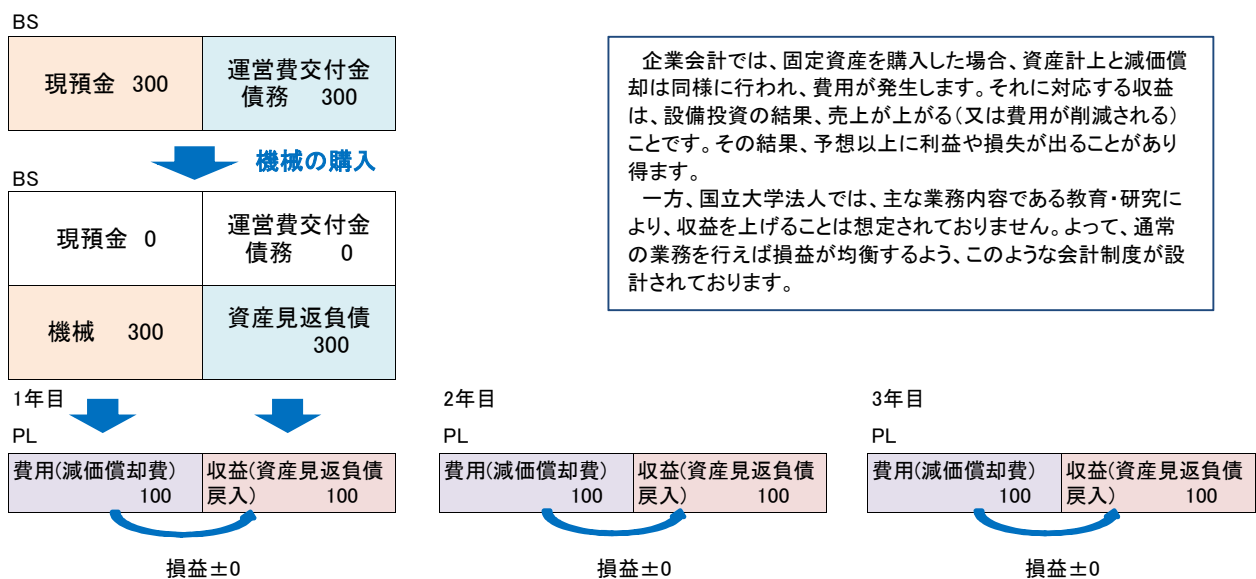 BS
現預金 300
運営費交付金
債務 300
機械の購入
BS
現預金 0
運営費交付金
債務 0
機械 300
資産見返負債
300
企業会計では、固定資産を購入した場合、資産計上と減価償
却は同様に行われ、費用が発生します。それに対応する収益
は、設備投資の結果、売上が上がる(又は費用が削減される)
ことです。その結果、予想以上に利益や損失が出ることがあり
得ます。
一方、国立大学法人では、主な業務内容である教育・研究に
より、収益を上げることは想定されておりません。よって、通常
の業務を行えば損益が均衡するよう、このような会計制度が設
計されております。
1年目
PL
費用(減価償却費)
100
収益(資産見返負債
戻入) 100
損益±0
2年目
PL
費用(減価償却費)
100
収益(資産見返負債
戻入) 100
損益±0
3年目
PL
費用(減価償却費)
100
収益(資産見返負債
戻入) 100
損益±0